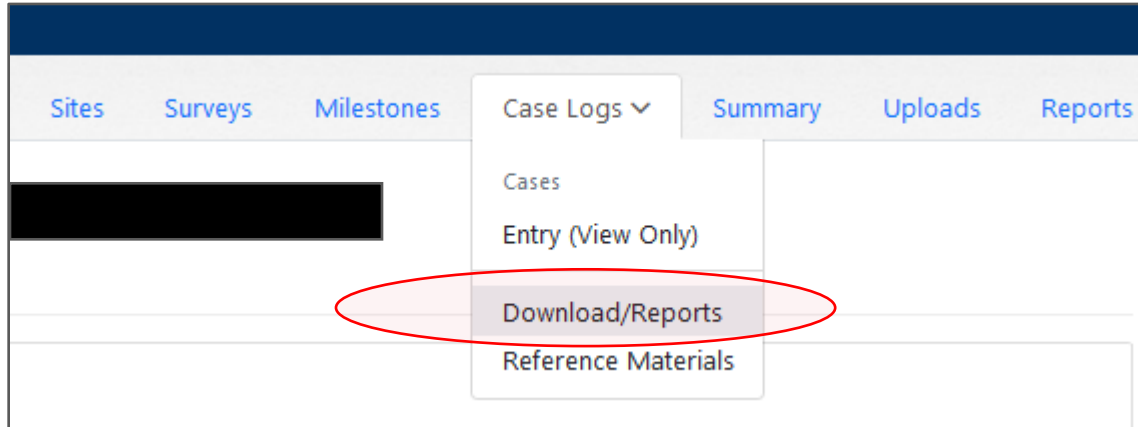 Sites Surveys Milestones Case Logs Summary Uploads Reports
Cases
Entry (View Only)
Download/Reports
Reference Materials